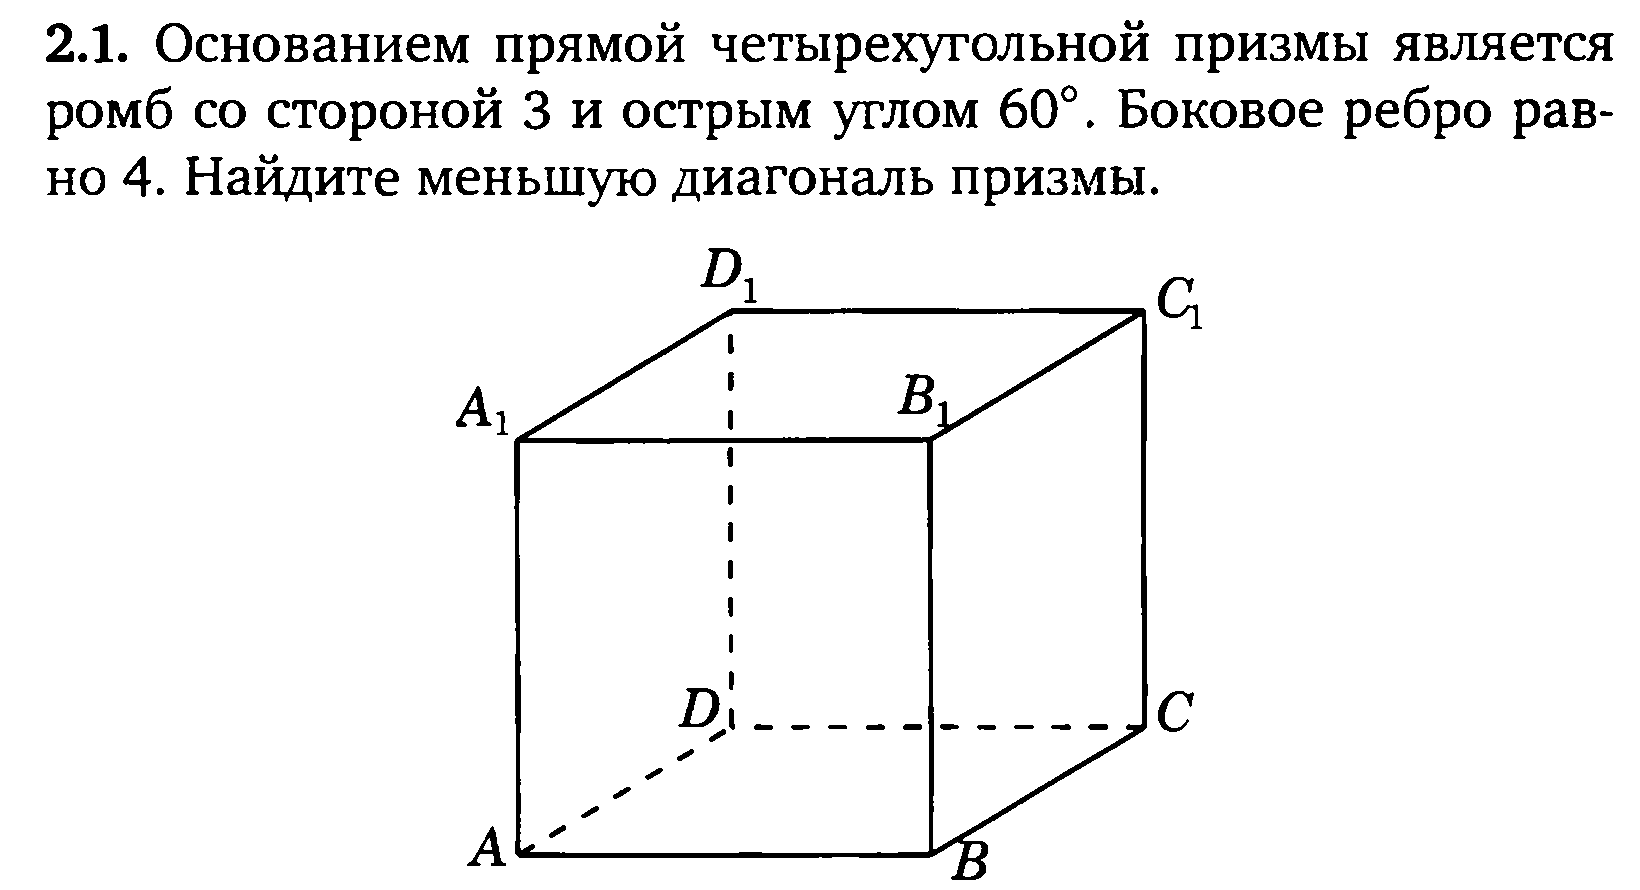 2.1. Основанием прямой четырехугольной призмы является
ромб со стороной 3 и острым углом 60°. Боковое ребро рав-
но 4. Найдите меньшую диагональ призмы.
D₁
C₁
A₁
B₁
D
C
A
B